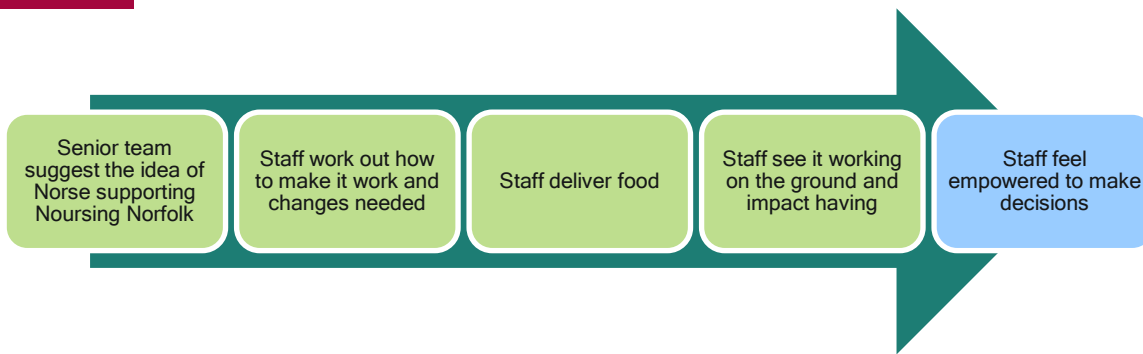 Senior team
suggest the idea of
Norse supporting
Noursing Norfolk
Staff work out how
to make it work and
changes needed
Staff deliver food
Staff see it working
on the ground and
impact having
Staff feel
empowered to make
decisions